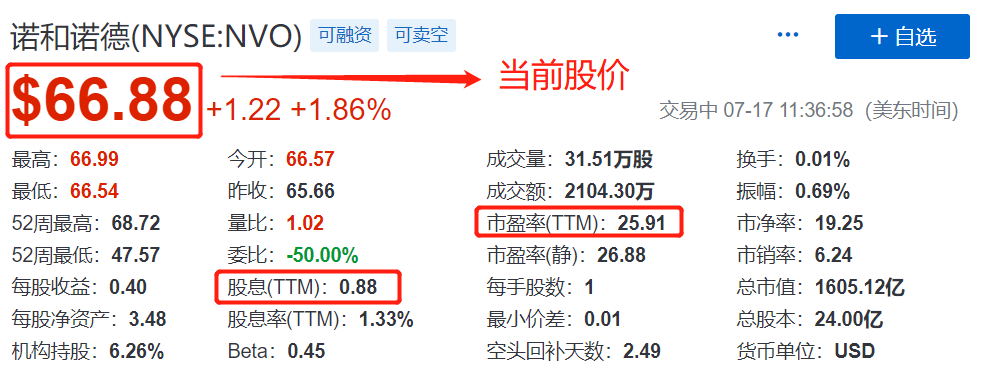 诺和诺德(NYSE:NVO) 可融资 可卖空 ••• +自选
$66.88 +1.22 +1.86% 当前股价
交易中 07-17 11:36:58 (美东时间)
最高：66.99 今开：66.57 成交量：31.51万股 换手：0.01%
最低：66.54 昨收：65.66 成交额：2104.30万 振幅：0.69%
52周最高：68.72 量比：1.02 市盈率(TTM)：25.91 市净率：19.25
52周最低：47.57 委比：-50.00% 市盈率(静)：26.88 市销率：6.24
每股收益：0.40 股息(TTM)：0.88 每手股数：1 总市值：1605.12亿
每股净资产：3.48 股息率(TTM)：1.33% 最小价差：0.01 总股本：24.00亿
机构持股：6.26% Beta：0.45 空头回补天数：2.49 货币单位：USD